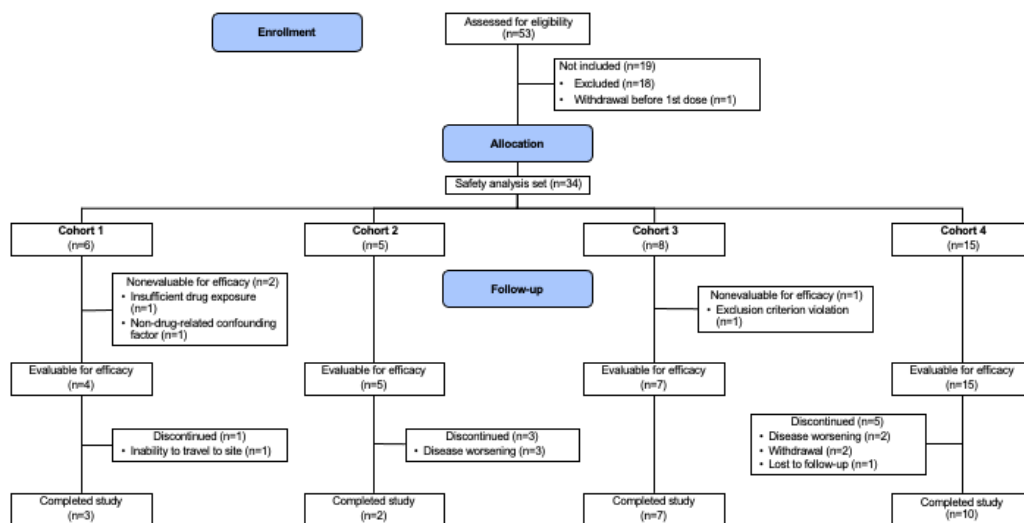 Enrollment
Assessed for eligibility
(n=53)
Not included (n=19)
• Excluded (n=18)
• Withdrawal before 1st dose (n=1)
Allocation
Safety analysis set (n=34)
Cohort 1
(n=6)
Cohort 2
(n=5)
Cohort 3
(n=8)
Cohort 4
(n=15)
Nonevaluable for efficacy (n=2)
• Insufficient drug exposure
(n=1)
• Non-drug-related confounding
factor (n=1)
Follow-up
Nonevaluable for efficacy (n=1)
• Exclusion criterion violation
(n=1)
Evaluable for efficacy
(n=4)
Evaluable for efficacy
(n=5)
Evaluable for efficacy
(n=7)
Evaluable for efficacy
(n=15)
Discontinued (n=1)
• Inability to travel to site (n=1)
Discontinued (n=3)
• Disease worsening (n=3)
Discontinued (n=5)
• Disease worsening (n=2)
• Withdrawal (n=2)
• Lost to follow-up (n=1)
Completed study
(n=3)
Completed study
(n=2)
Completed study
(n=7)
Completed study
(n=10)